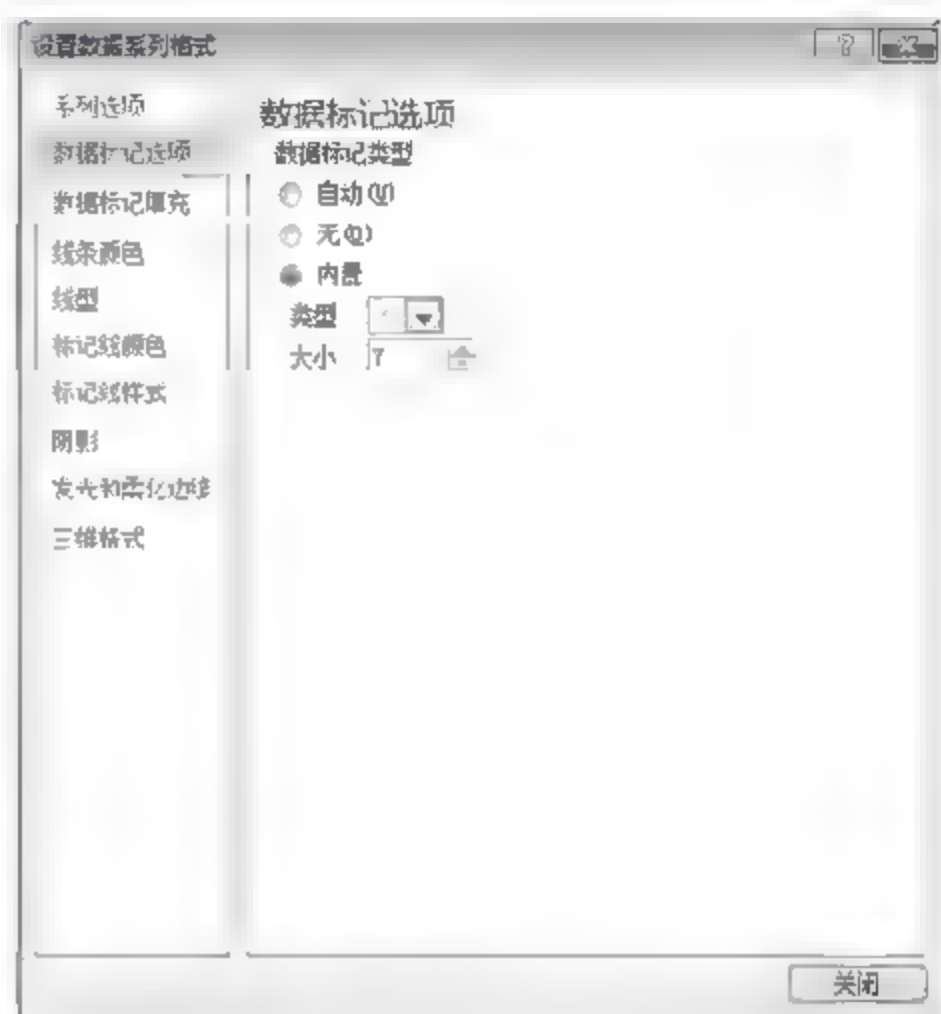 设置数据系列格式
系列选项
数据标记选项
数据标记填充
线条颜色
线型
标记线颜色
标记线样式
阴影
发光和柔化边缘
三维格式
数据标记选项
数据标记类型
自动(U)
无(O)
内置
类型
大小 7
关闭